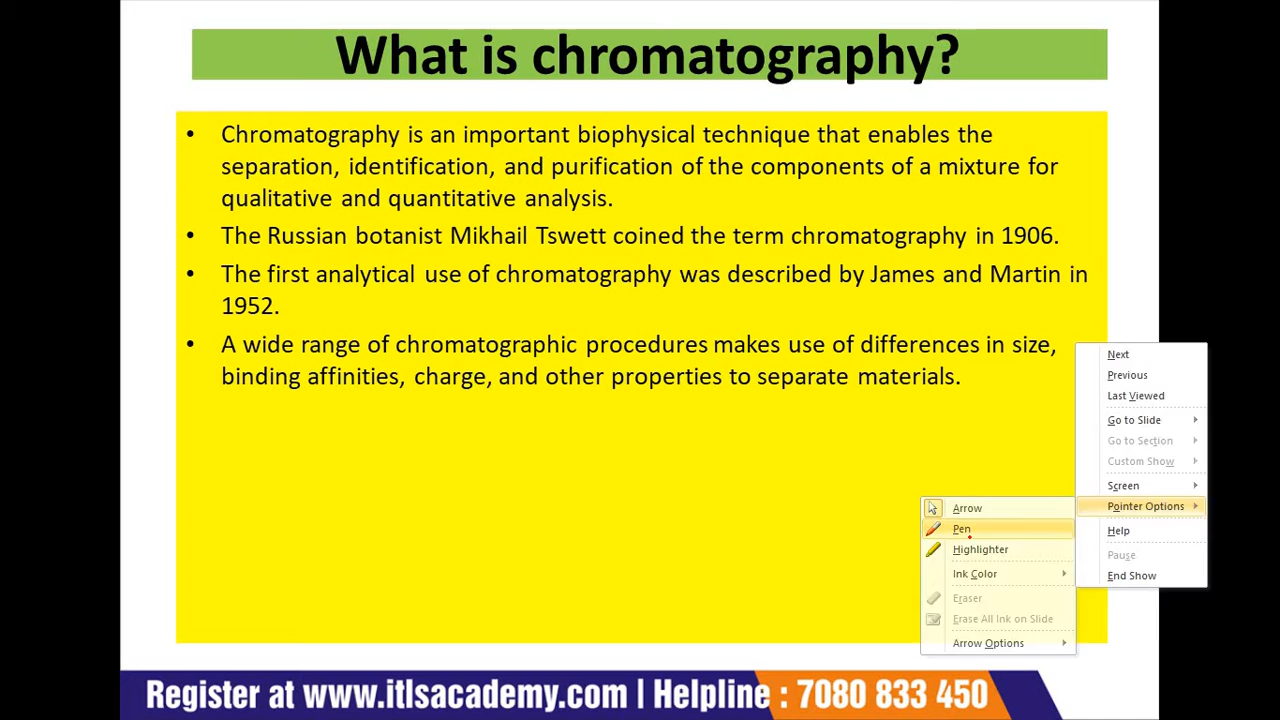 What is chromatography?
• Chromatography is an important biophysical technique that enables the
separation, identification, and purification of the components of a mixture for
qualitative and quantitative analysis.
• The Russian botanist Mikhail Tswett coined the term chromatography in 1906.
• The first analytical use of chromatography was described by James and Martin in
1952.
• A wide range of chromatographic procedures makes use of differences in size,
binding affinities, charge, and other properties to separate materials.
Next
Previous
Last Viewed
Go to Slide
Go to Section
Custom Show
Screen
Pointer Options
Help
Pause
End Show
Arrow
Pen
Highlighter
Ink Color
Eraser
Erase All Ink on Slide
Arrow Options
Register at www.itlsacademy.com | Helpline : 7080 833 450